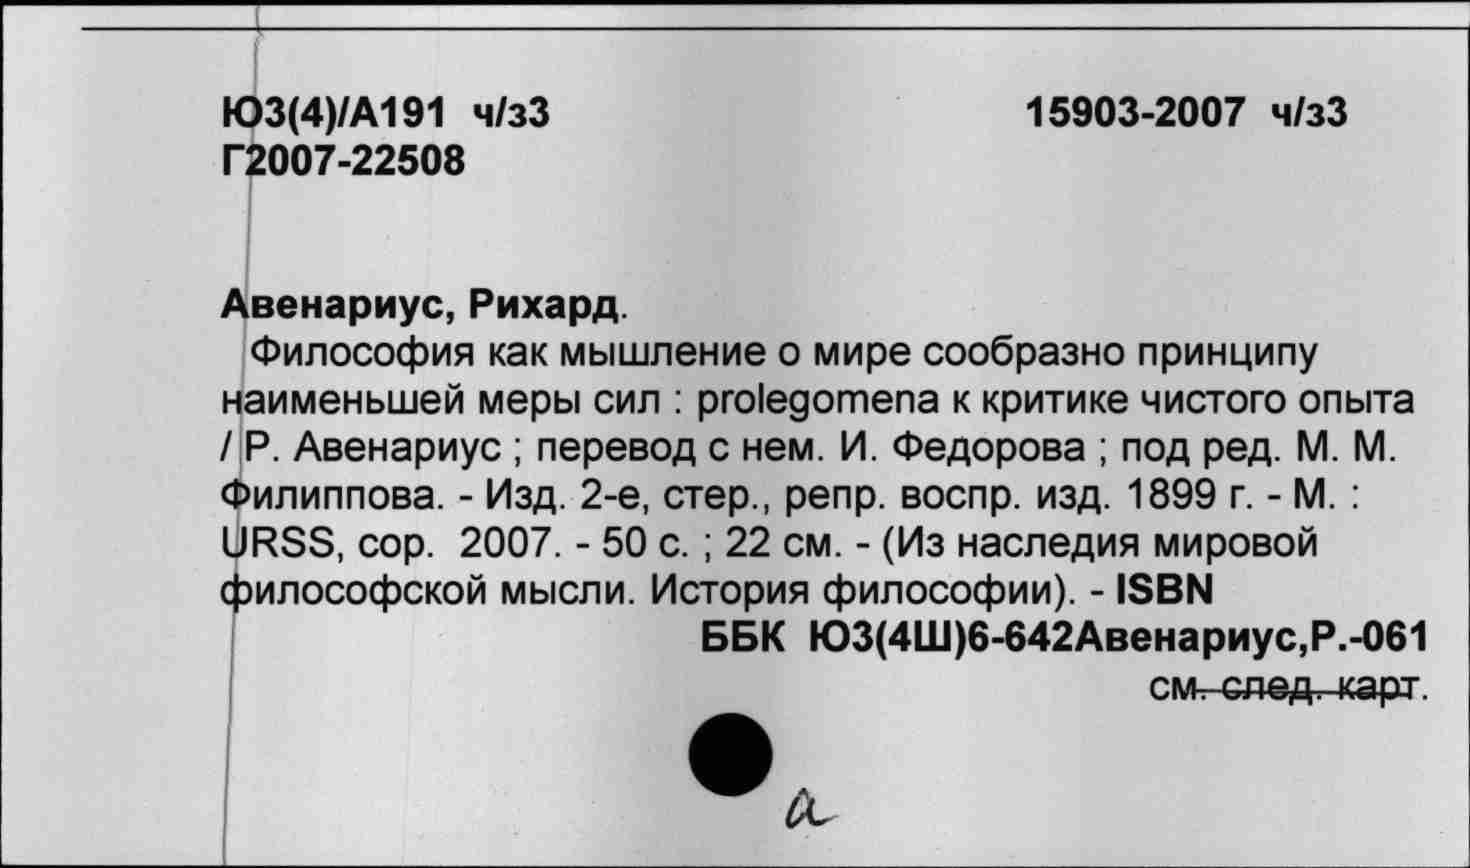 Ю3(4)/А191 ч/з3 15903-2007 ч/з3
Г2007-22508
Авенариус, Рихард.
Философия как мышление о мире сообразно принципу
наименьшей меры сил : prolegomena к критике чистого опыта
/ Р. Авенариус ; перевод с нем. И. Федорова ; под ред. М. М.
Филиппова. - Изд. 2-е, стер., репр. воспр. изд. 1899 г. - М. :
URSS, cop. 2007. - 50 с. ; 22 см. - (Из наследия мировой
философской мысли. История философии). - ISBN
ББК Ю3(4Ш)6-642Авенариус,Р.-061
см. след. карт.
а